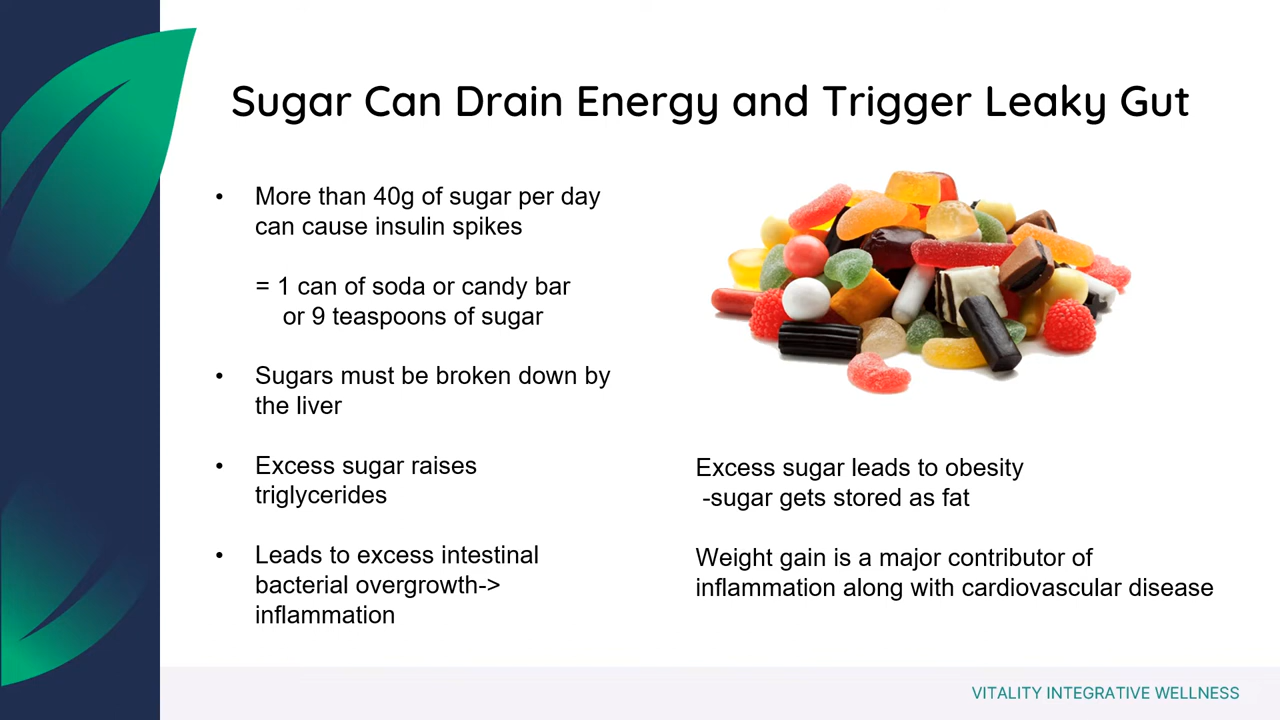 Sugar Can Drain Energy and Trigger Leaky Gut
• More than 40g of sugar per day
can cause insulin spikes
= 1 can of soda or candy bar
or 9 teaspoons of sugar
• Sugars must be broken down by
the liver
• Excess sugar raises
triglycerides
• Leads to excess intestinal
bacterial overgrowth->
inflammation
Excess sugar leads to obesity
-sugar gets stored as fat
Weight gain is a major contributor of
inflammation along with cardiovascular disease
VITALITY INTEGRATIVE WELLNESS